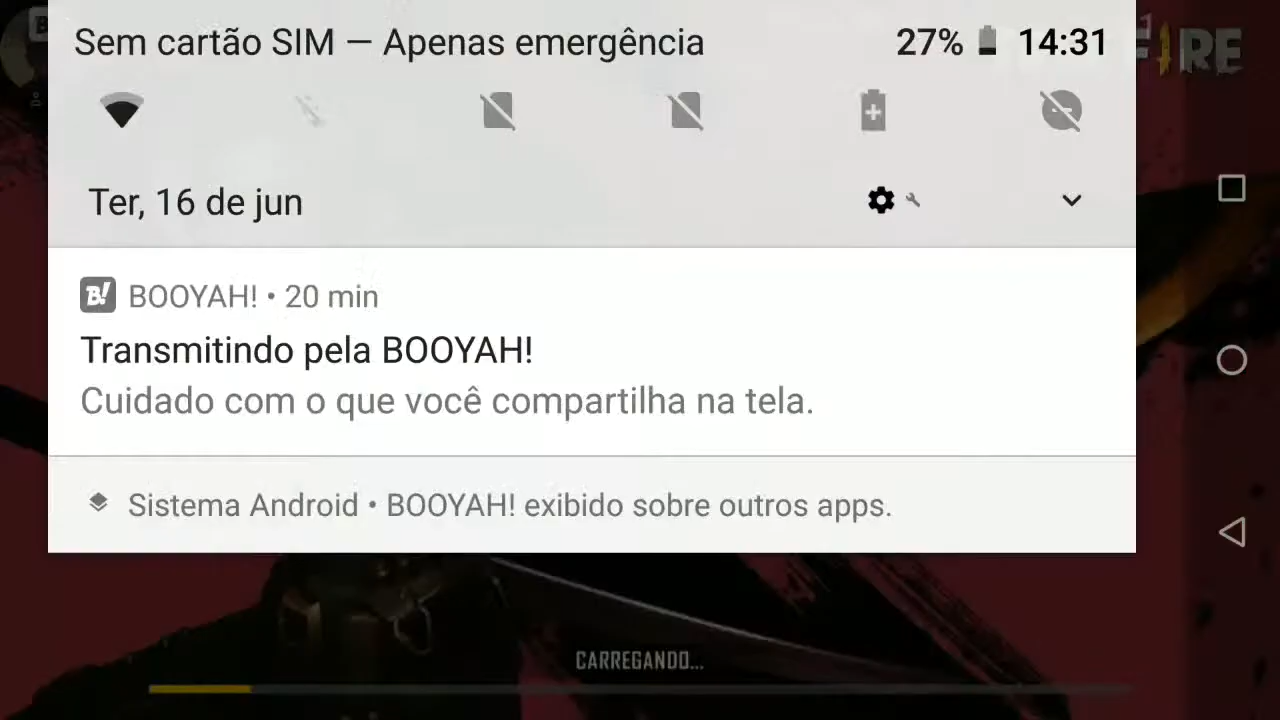 Sem cartão SIM — Apenas emergência
27% 14:31
FIRE
Ter, 16 de jun
B! BOOYAH! • 20 min
Transmitindo pela BOOYAH!
Cuidado com o que você compartilha na tela.
Sistema Android • BOOYAH! exibido sobre outros apps.
CARREGANDO...